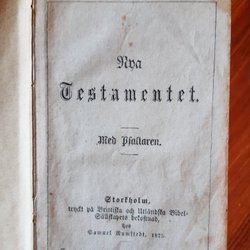 Nya
Testamentet.
Med Psaltaren.
Stockholm,
tryckt på Brittiska och Utländska Bibel-
Sällskapets bekostnad,
hos
Samuel Rumstedt, 1875.